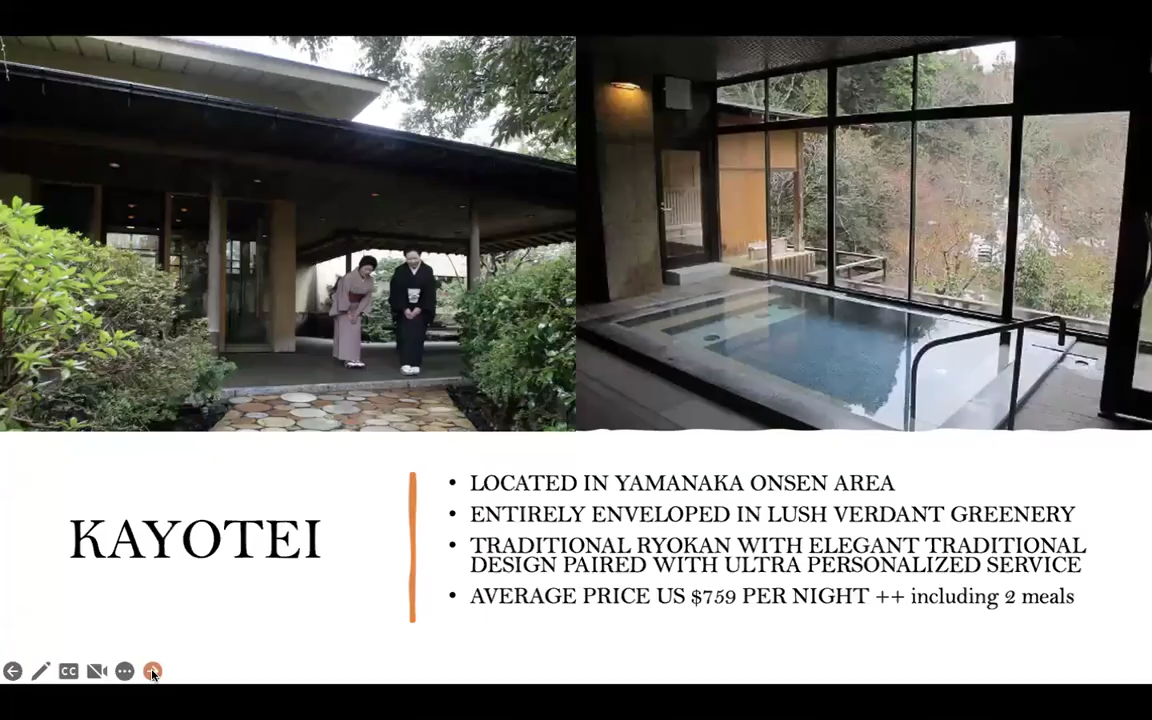 KAYOTEI
• LOCATED IN YAMANAKA ONSEN AREA
• ENTIRELY ENVELOPED IN LUSH VERDANT GREENERY
• TRADITIONAL RYOKAN WITH ELEGANT TRADITIONAL
DESIGN PAIRED WITH ULTRA PERSONALIZED SERVICE
• AVERAGE PRICE US $759 PER NIGHT ++ including 2 meals
CC